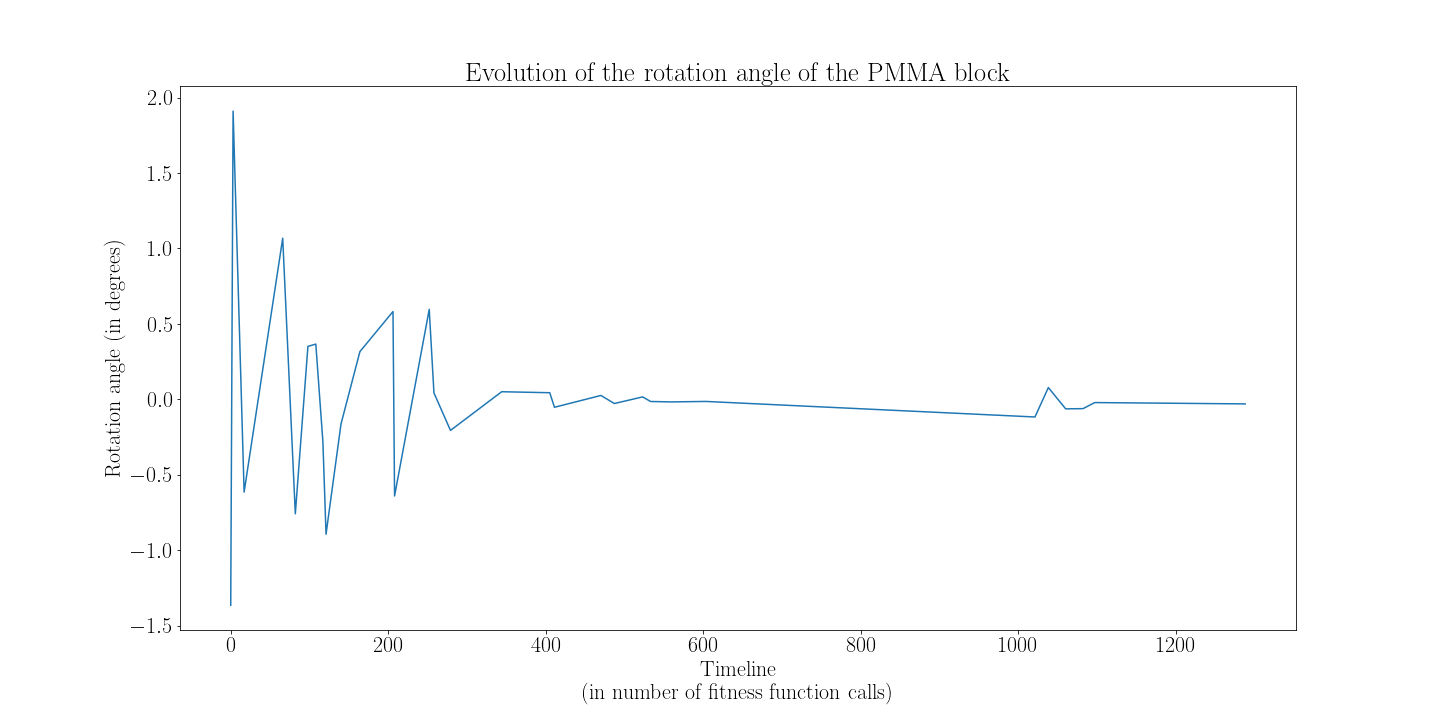 Evolution of the rotation angle of the PMMA block
Rotation angle (in degrees)
2.0
1.5
1.0
0.5
0.0
−0.5
−1.0
−1.5
0 200 400 600 800 1000 1200
Timeline
(in number of fitness function calls)